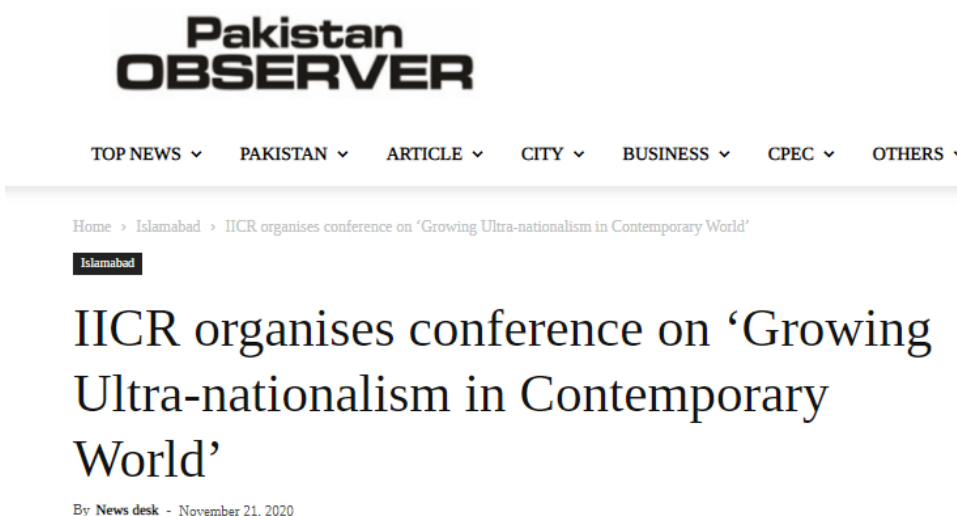 Pakistan
OBSERVER
TOP NEWS PAKISTAN ARTICLE CITY BUSINESS CPEC OTHERS
Home › Islamabad › IICR organises conference on ‘Growing Ultra-nationalism in Contemporary World’
Islamabad
IICR organises conference on ‘Growing
Ultra-nationalism in Contemporary
World’
By News desk - November 21, 2020